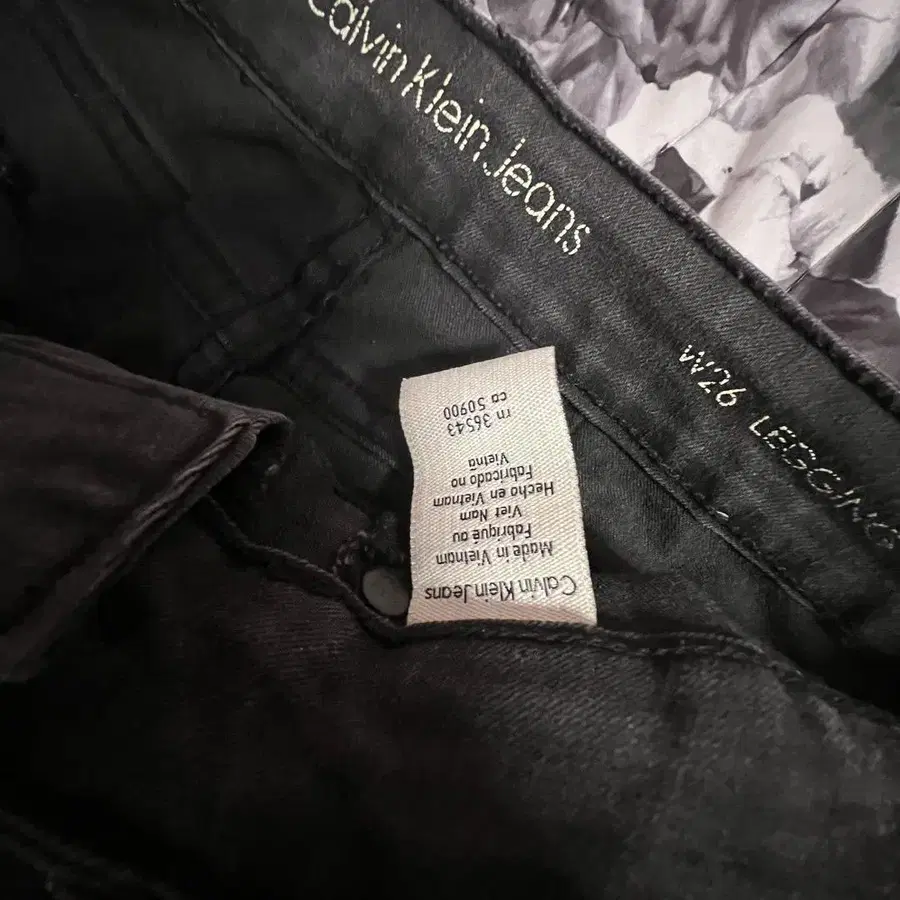 Calvin Klein Jeans
W26 LEGGING
Calvin Klein Jeans
Made in Vietnam
Fabriqué au
Viet Nam
Hecho en Vietnam
Fabricado no
Vietnã
rn 36543
ca 50900